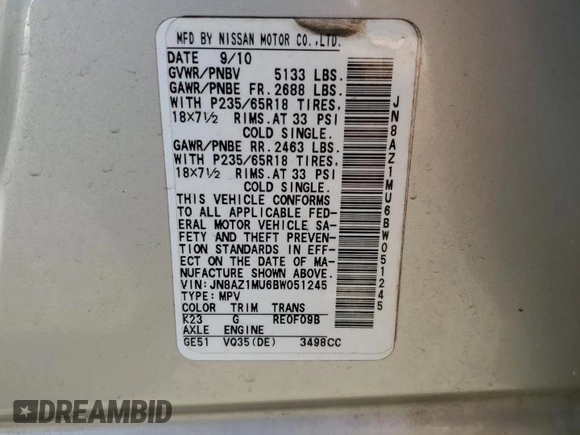 MFD BY NISSAN MOTOR CO.,LTD.
DATE 9/10
GVWR/PNBV 5133 LBS.
GAWR/PNBE FR. 2688 LBS.
WITH P235/65R18 TIRES,
18×7½ RIMS.AT 33 PSI
COLD SINGLE.
GAWR/PNBE RR. 2463 LBS.
WITH P235/65R18 TIRES,
18×7½ RIMS.AT 33 PSI
COLD SINGLE.
THIS VEHICLE CONFORMS
TO ALL APPLICABLE FED-
ERAL MOTOR VEHICLE SA-
FETY AND THEFT PREVEN-
TION STANDARDS IN EFF-
ECT ON THE DATE OF MA-
NUFACTURE SHOWN ABOVE.
VIN:JN8AZ1MU6BW051245
TYPE: MPV
COLOR TRIM TRANS
K23 G RE0F09B
AXLE ENGINE
GE51 VQ35(DE) 3498CC
JN8AZ1MU6BW051245
DREAMBID